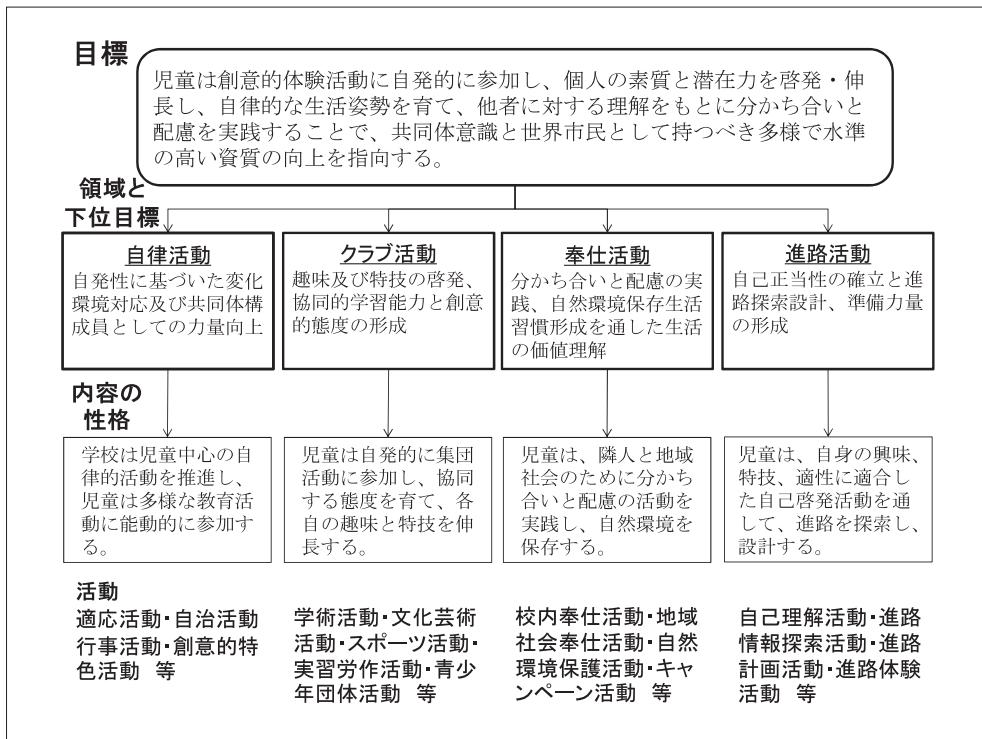 目標
児童は創意的体験活動に自発的に参加し、個人の素質と潜在力を啓発・伸
長し、自律的な生活姿勢を育て、他者に対する理解をもとに分かち合いと
配慮を実践することで、共同体意識と世界市民として持つべき多様で水準
の高い資質の向上を指向する。
領域と
下位目標
自律活動
自発性に基づいた変化
環境対応及び共同体構
成員としての力量向上
クラブ活動
趣味及び特技の啓発、
協同的学習能力と創意
的態度の形成
奉仕活動
分かち合いと配慮の実
践、自然環境保存生活
習慣形成を通した生活
の価値理解
進路活動
自己正当性の確立と進
路探索設計、準備力量
の形成
内容の
性格
学校は児童中心の自
律的活動を推進し、
児童は多様な教育活
動に能動的に参加す
る。
児童は自発的に集団
活動に参加し、協同
する態度を育て、各
自の趣味と特技を伸
長する。
児童は、隣人と地域
社会のために分かち
合いと配慮の活動を
実践し、自然環境を
保存する。
児童は、自身の興味、
特技、適性に適合し
た自己啓発活動を通
して、進路を探索し、
設計する。
活動
適応活動・自治活動
行事活動・創意的特
色活動 等
学術活動・文化芸術
活動・スポーツ活動・
実習労作活動・青少
年団体活動 等
校内奉仕活動・地域
社会奉仕活動・自然
環境保護活動・キャ
ンペーン活動 等
自己理解活動・進路
情報探索活動・進路
計画活動・進路体験
活動 等